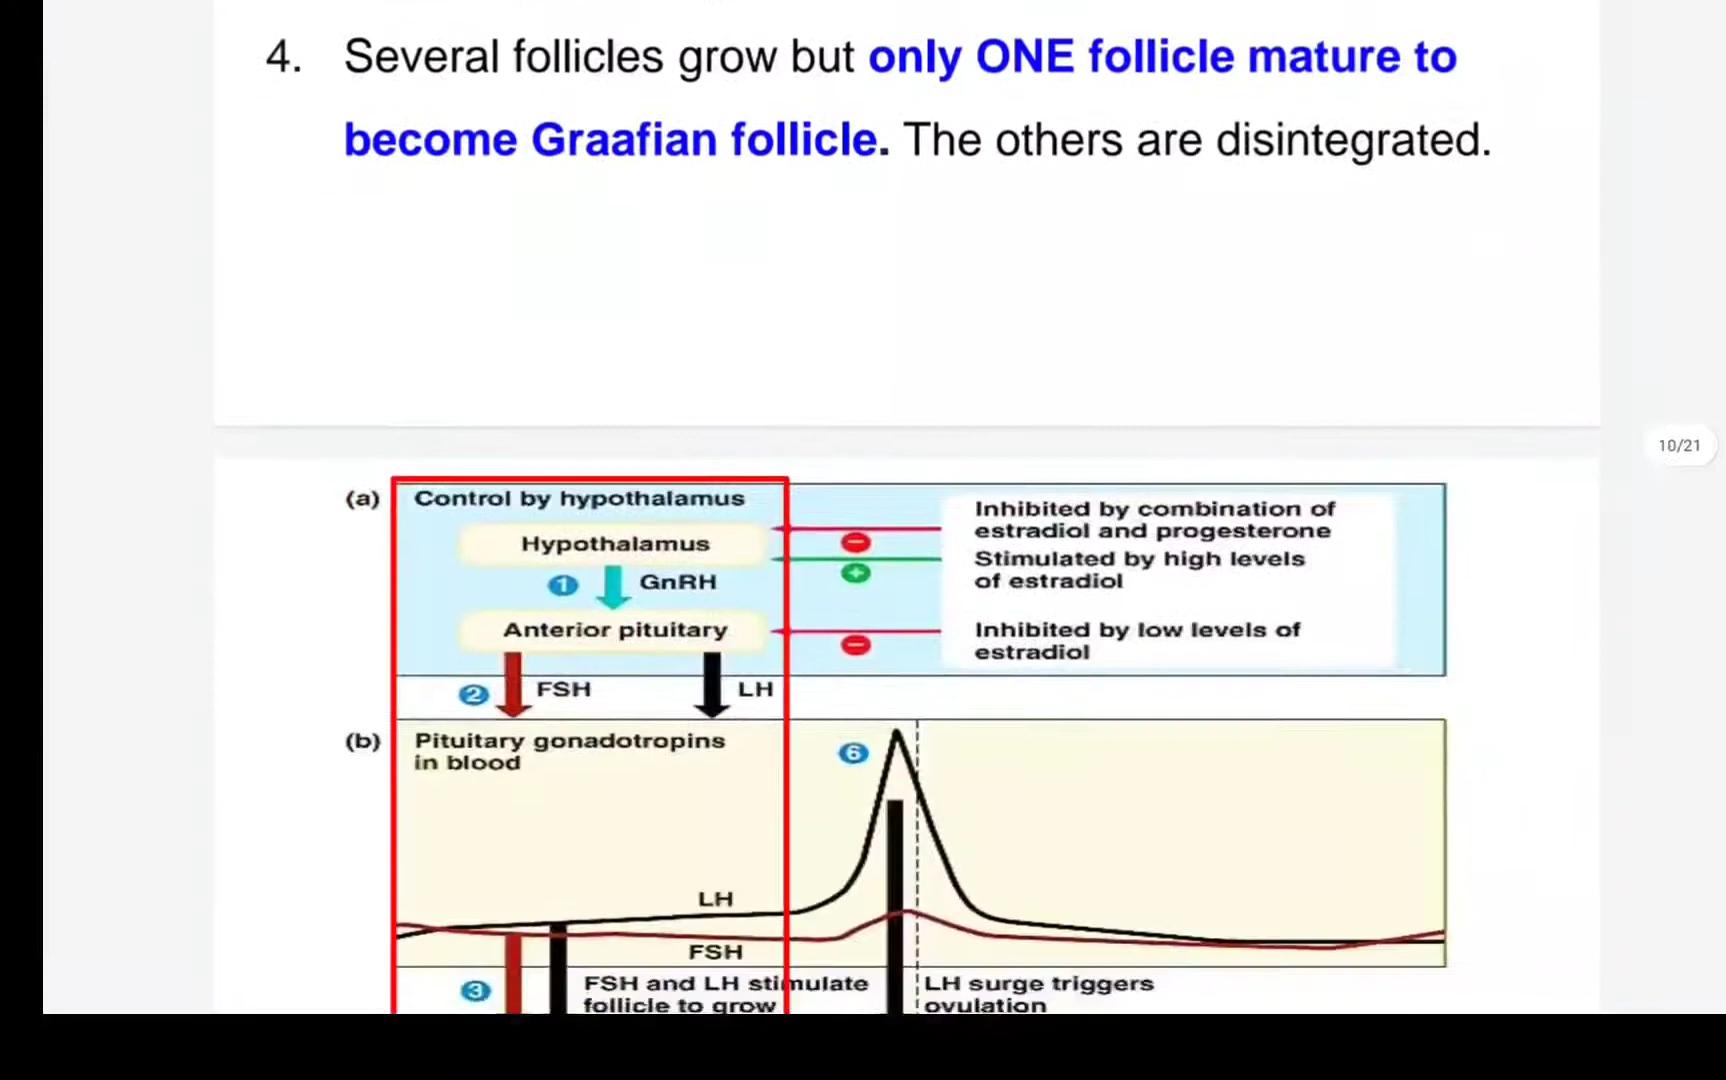 4. Several follicles grow but only ONE follicle mature to
become Graafian follicle. The others are disintegrated.
10/21
(a) Control by hypothalamus
Inhibited by combination of
estradiol and progesterone
Hypothalamus
Stimulated by high levels
of estradiol
1 GnRH
Anterior pituitary
Inhibited by low levels of
estradiol
2 FSH LH
(b) Pituitary gonadotropins
in blood
6
LH
FSH
3 FSH and LH stimulate
follicle to grow
LH surge triggers
ovulation